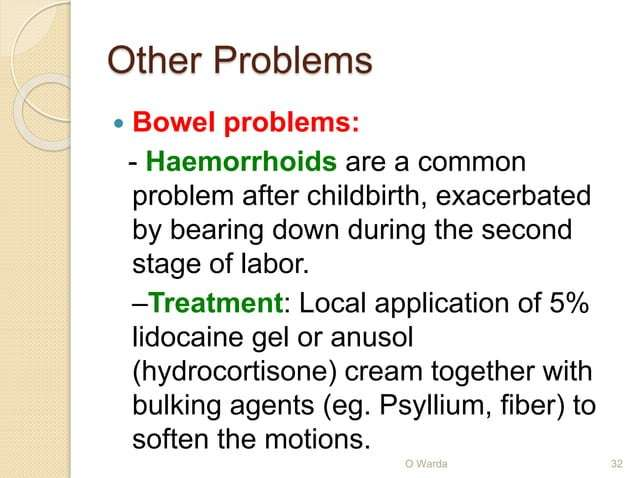 Other Problems
• Bowel problems:
- Haemorrhoids are a common
problem after childbirth, exacerbated
by bearing down during the second
stage of labor.
–Treatment: Local application of 5%
lidocaine gel or anusol
(hydrocortisone) cream together with
bulking agents (eg. Psyllium, fiber) to
soften the motions.
O Warda 32